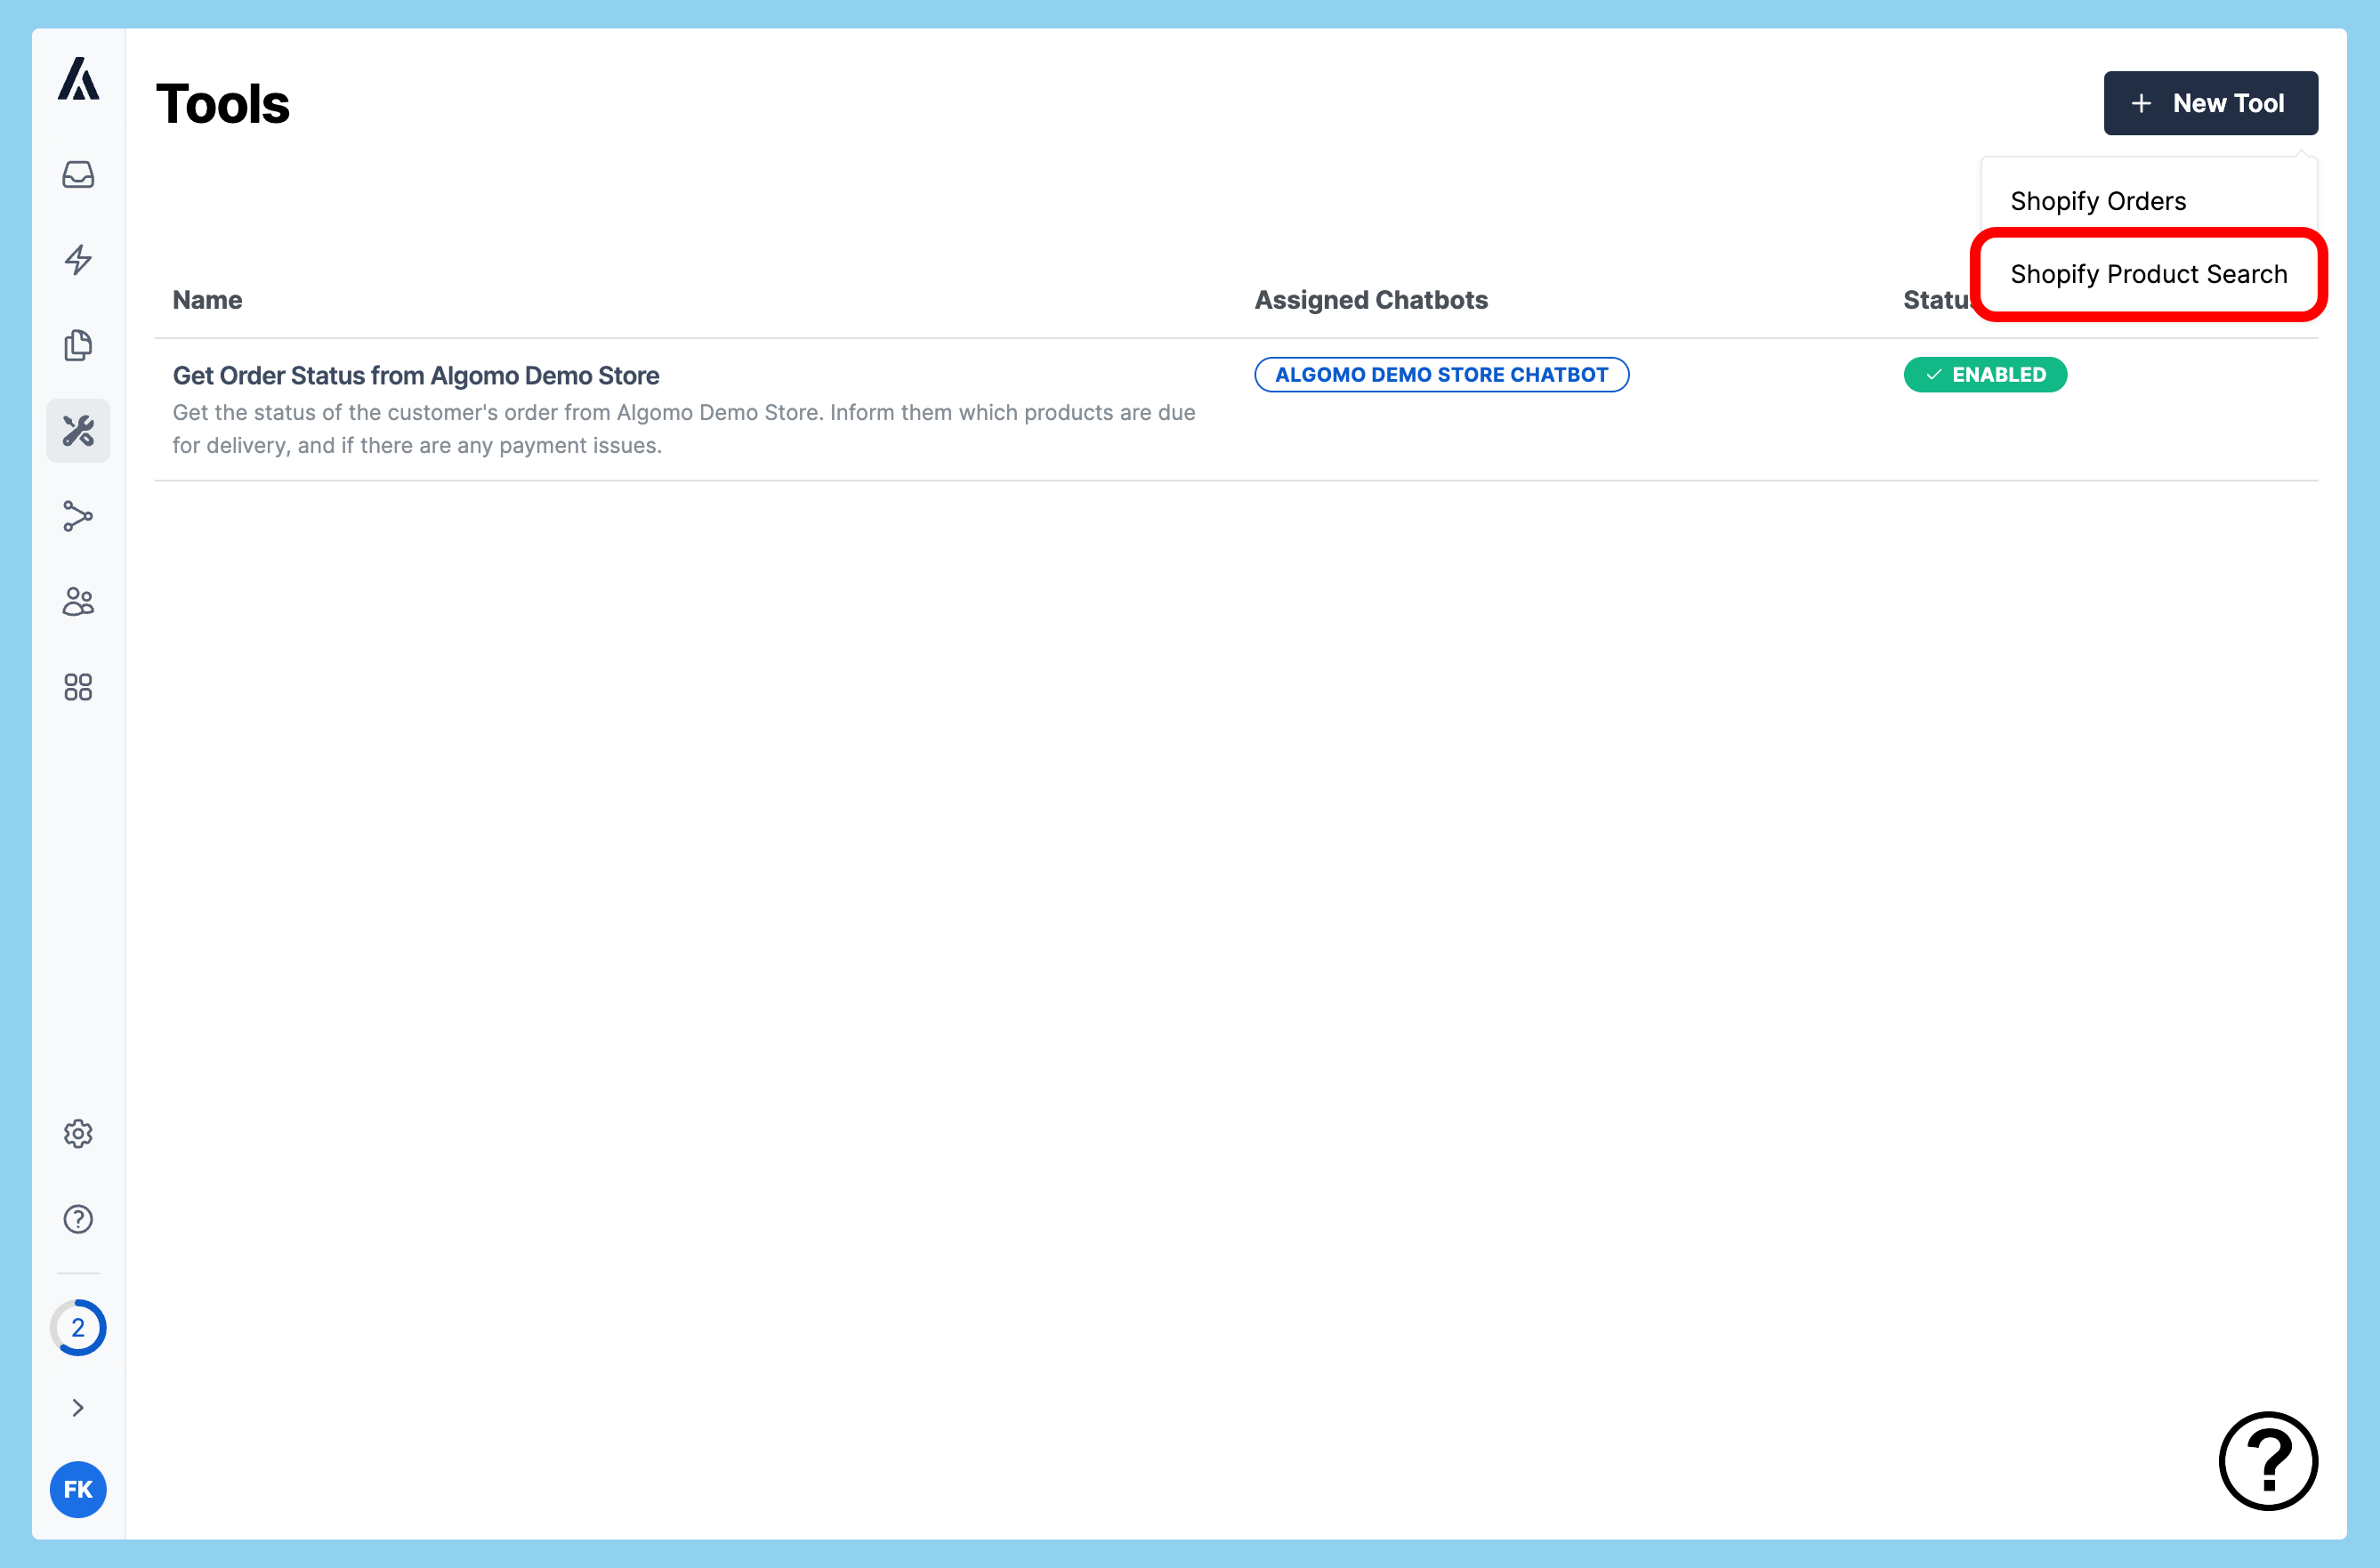 Tools
+ New Tool
Shopify Orders
Shopify Product Search
Name
Assigned Chatbots
Status
Get Order Status from Algomo Demo Store
ALGOMO DEMO STORE CHATBOT
ENABLED
Get the status of the customer's order from Algomo Demo Store. Inform them which products are due
for delivery, and if there are any payment issues.
2
FK
?